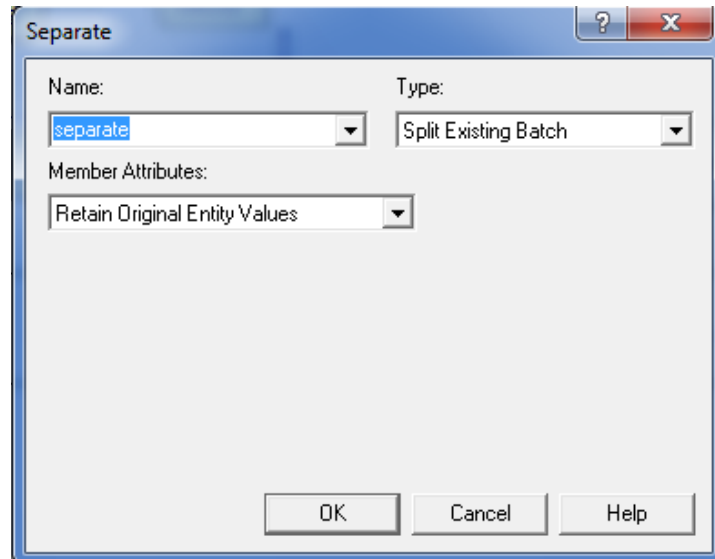 Separate
Name: Type:
separate Split Existing Batch
Member Attributes:
Retain Original Entity Values
OK Cancel Help